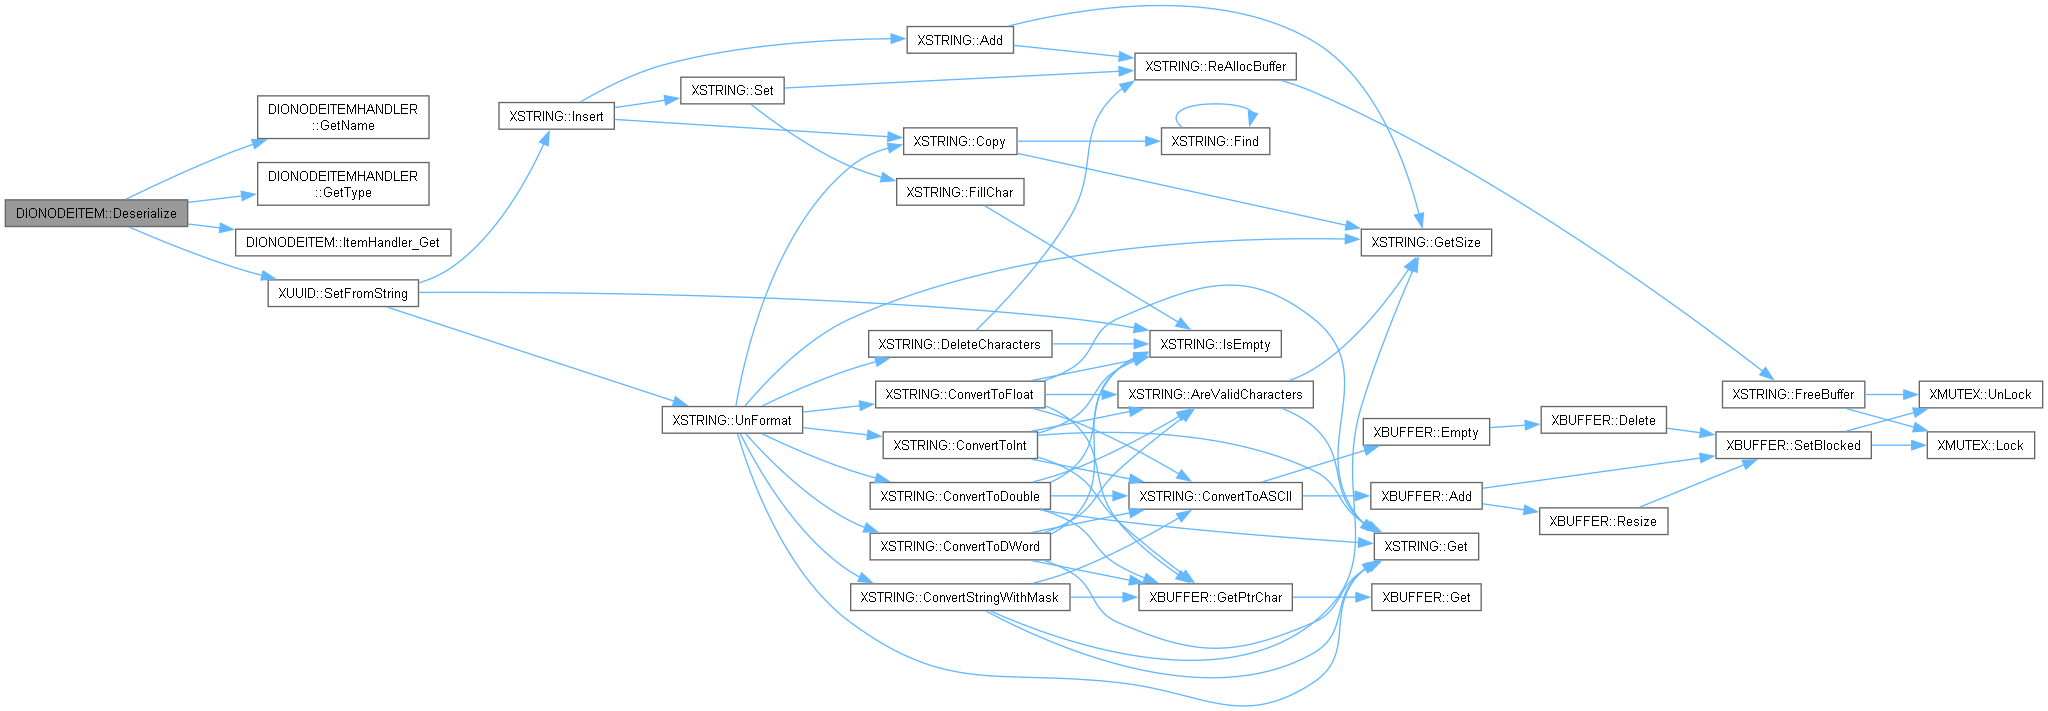 DIONODEITEM::Deserialize
DIONODEITEMHANDLER
::GetName
DIONODEITEMHANDLER
::GetType
DIONODEITEM::ItemHandler_Get
XUUID::SetFromString
XSTRING::Insert
XSTRING::UnFormat
XSTRING::Set
XSTRING::Add
XSTRING::Copy
XSTRING::FillChar
XSTRING::DeleteCharacters
XSTRING::ConvertToFloat
XSTRING::ConvertToInt
XSTRING::ConvertToDouble
XSTRING::ConvertToDWord
XSTRING::ConvertStringWithMask
XSTRING::ReAllocBuffer
XSTRING::Find
XSTRING::IsEmpty
XSTRING::AreValidCharacters
XSTRING::ConvertToASCII
XBUFFER::GetPtrChar
XSTRING::GetSize
XBUFFER::Empty
XBUFFER::Add
XSTRING::Get
XBUFFER::Get
XBUFFER::Delete
XBUFFER::Resize
XSTRING::FreeBuffer
XBUFFER::SetBlocked
XMUTEX::UnLock
XMUTEX::Lock